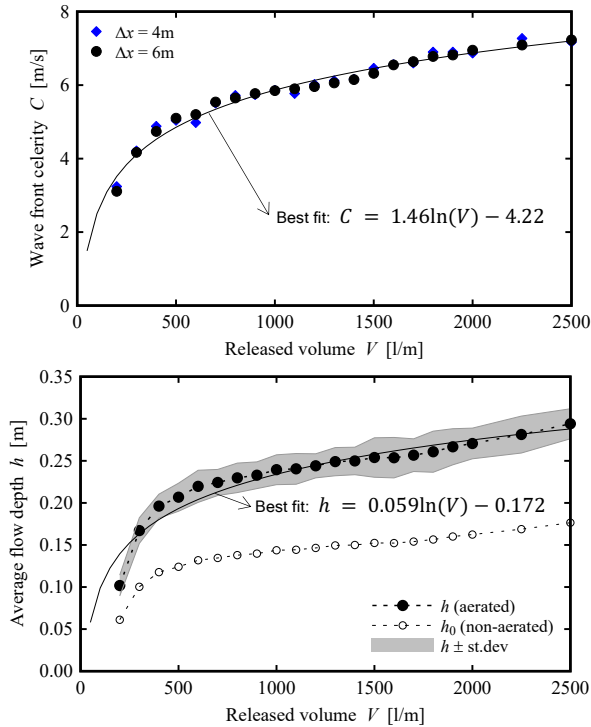 8
6
4
2
0
Wave front celerity C [m/s]
Δx = 4m
Δx = 6m
Best fit: C = 1.46ln(V) − 4.22
0 500 1000 1500 2000 2500
Released volume V [l/m]
0.35
0.30
0.25
0.20
0.15
0.10
0.05
0.00
Average flow depth h [m]
Best fit: h = 0.059ln(V) − 0.172
h (aerated)
h₀ (non-aerated)
h ± st.dev
0 500 1000 1500 2000 2500
Released volume V [l/m]